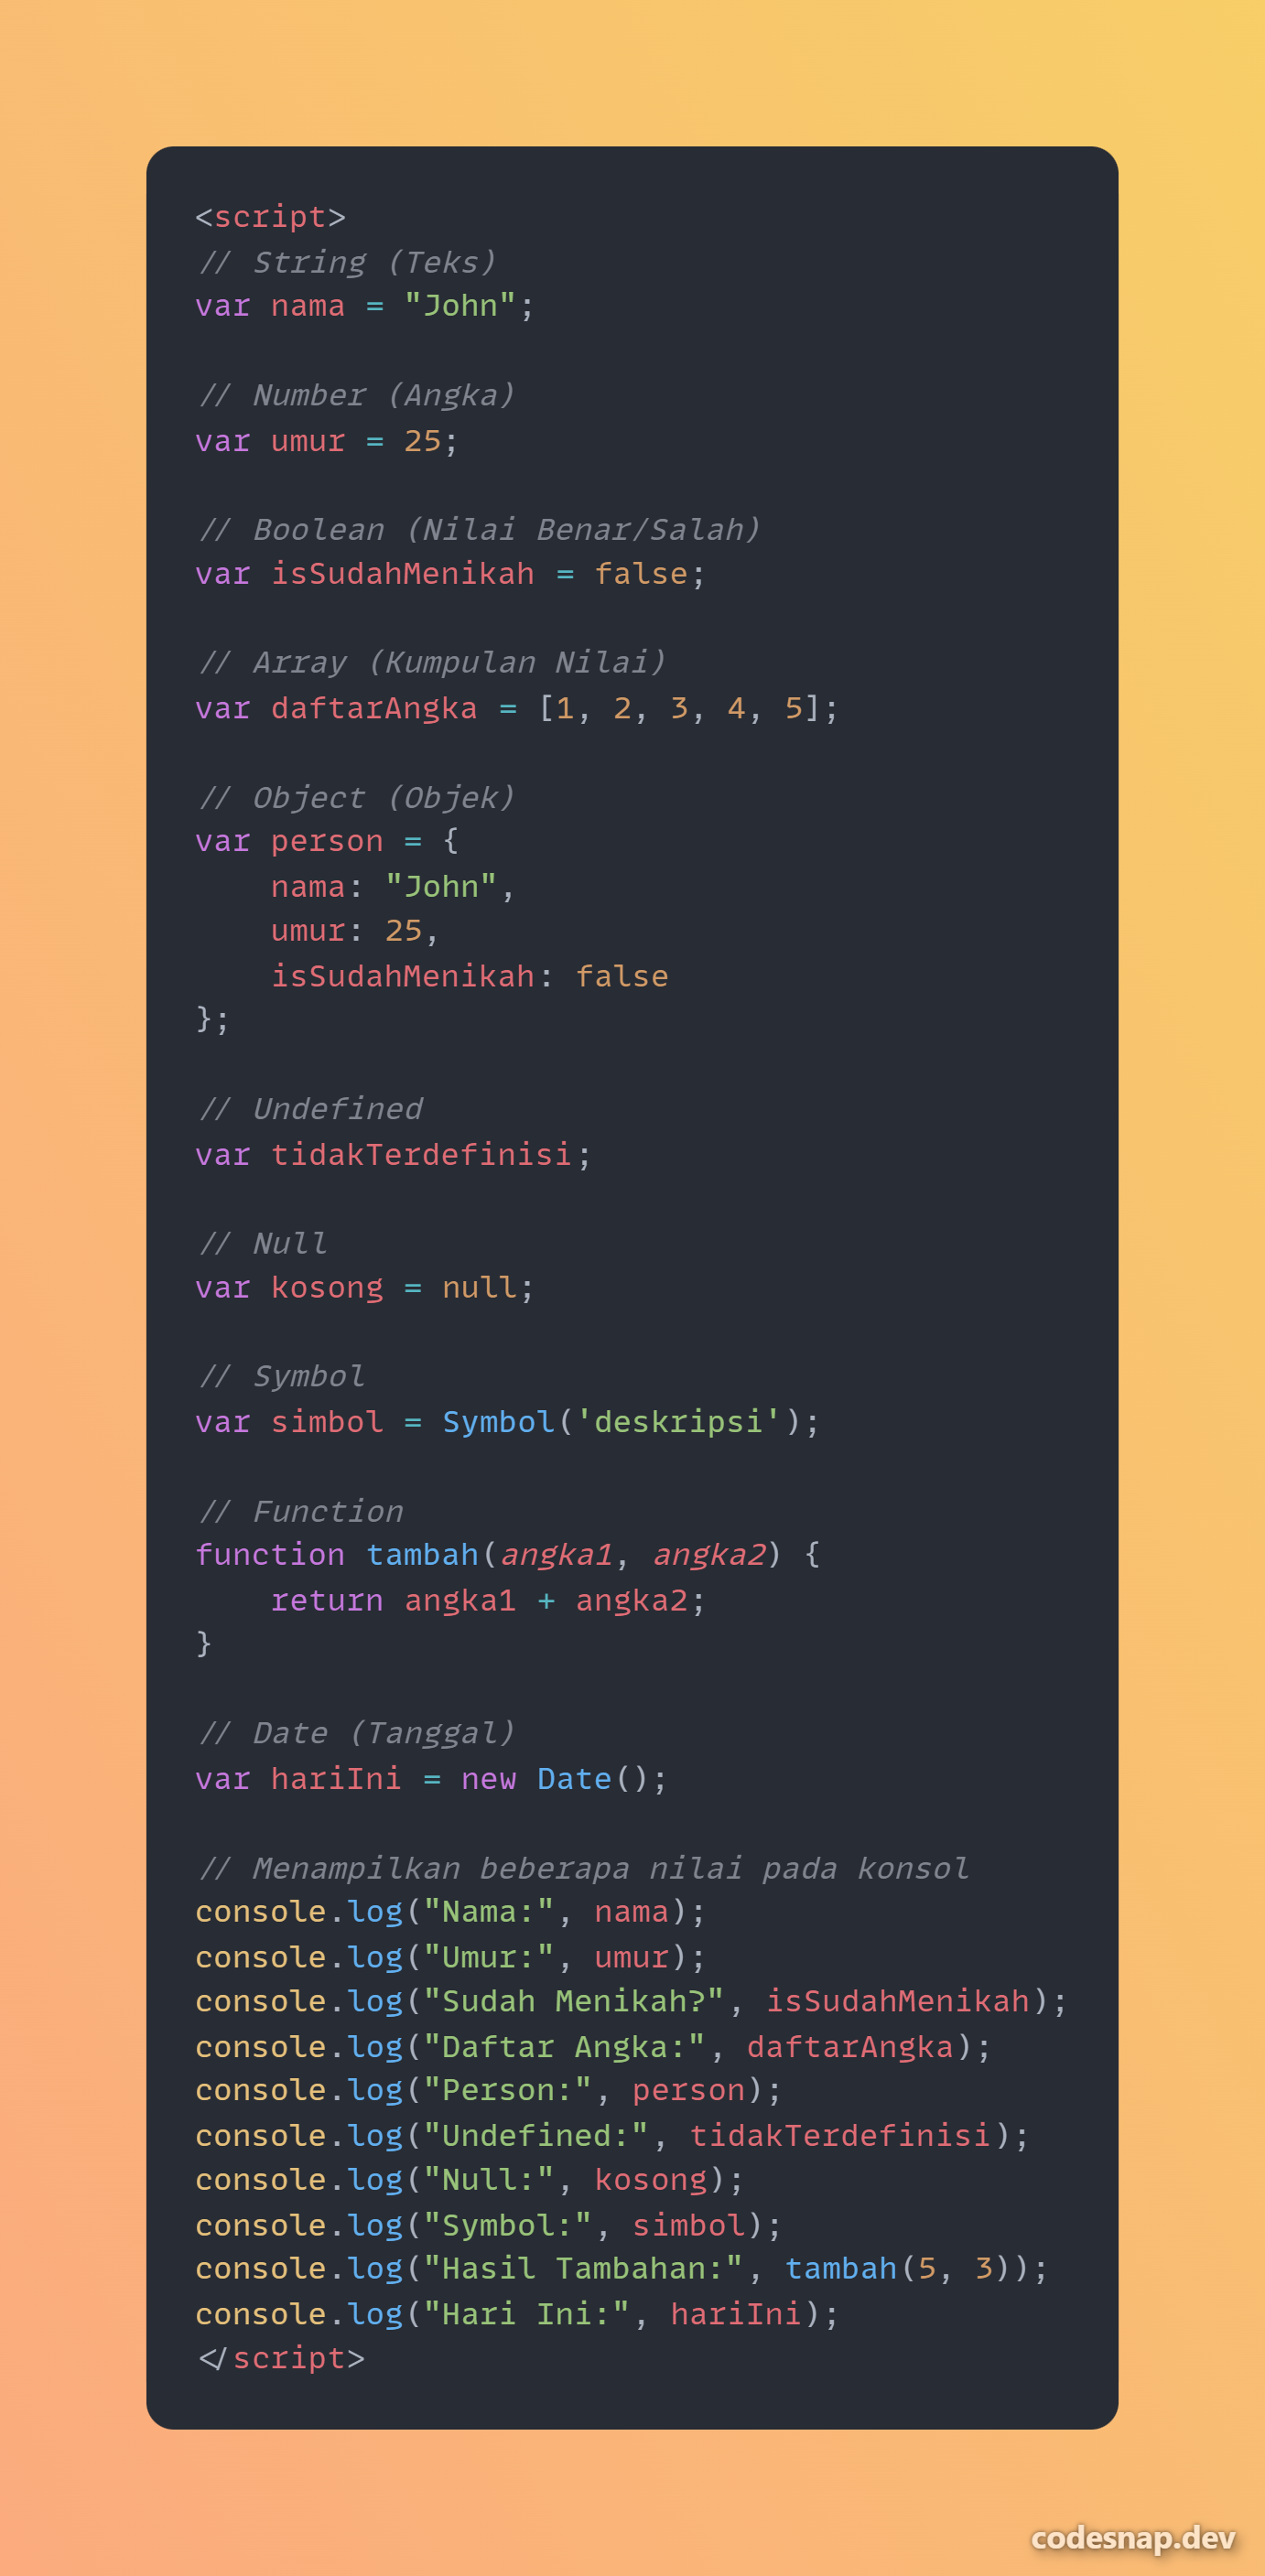 <script>
// String (Teks)
var nama = "John";

// Number (Angka)
var umur = 25;

// Boolean (Nilai Benar/Salah)
var isSudahMenikah = false;

// Array (Kumpulan Nilai)
var daftarAngka = [1, 2, 3, 4, 5];

// Object (Objek)
var person = {
    nama: "John",
    umur: 25,
    isSudahMenikah: false
};

// Undefined
var tidakTerdefinisi;

// Null
var kosong = null;

// Symbol
var simbol = Symbol('deskripsi');

// Function
function tambah(angka1, angka2) {
    return angka1 + angka2;
}

// Date (Tanggal)
var hariIni = new Date();

// Menampilkan beberapa nilai pada konsol
console.log("Nama:", nama);
console.log("Umur:", umur);
console.log("Sudah Menikah?", isSudahMenikah);
console.log("Daftar Angka:", daftarAngka);
console.log("Person:", person);
console.log("Undefined:", tidakTerdefinisi);
console.log("Null:", kosong);
console.log("Symbol:", simbol);
console.log("Hasil Tambahan:", tambah(5, 3));
console.log("Hari Ini:", hariIni);
</script>
codesnap.dev